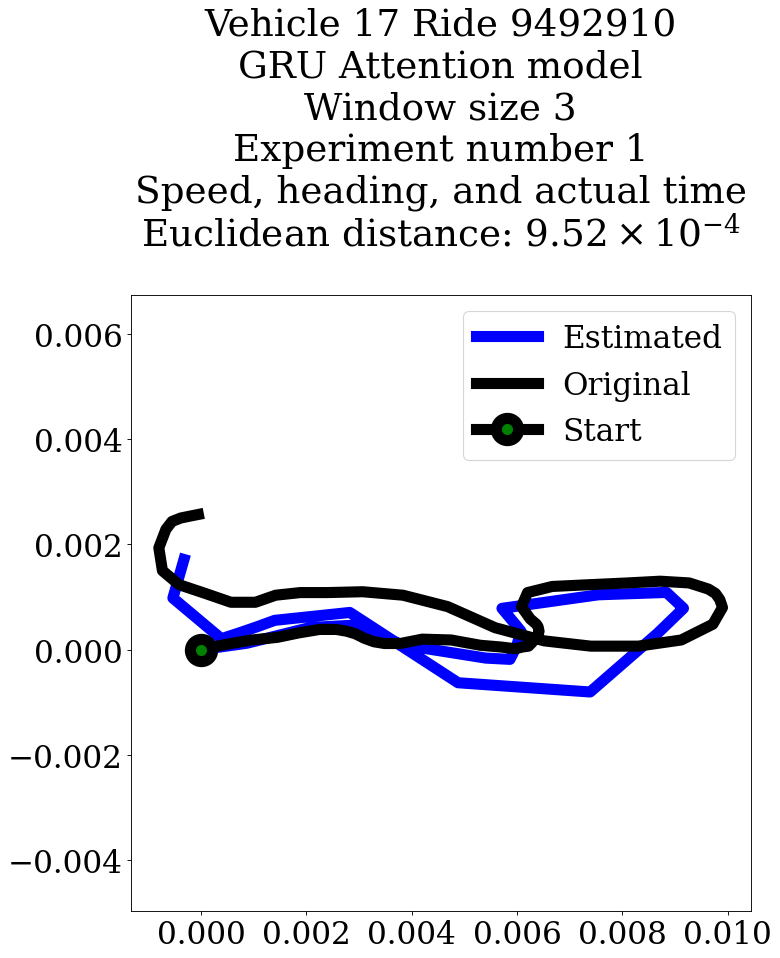 Vehicle 17 Ride 9492910
GRU Attention model
Window size 3
Experiment number 1
Speed, heading, and actual time
Euclidean distance: 9.52 × 10⁻⁴
Estimated
Original
Start
0.006
0.004
0.002
0.000
−0.002
−0.004
0.000 0.002 0.004 0.006 0.008 0.010